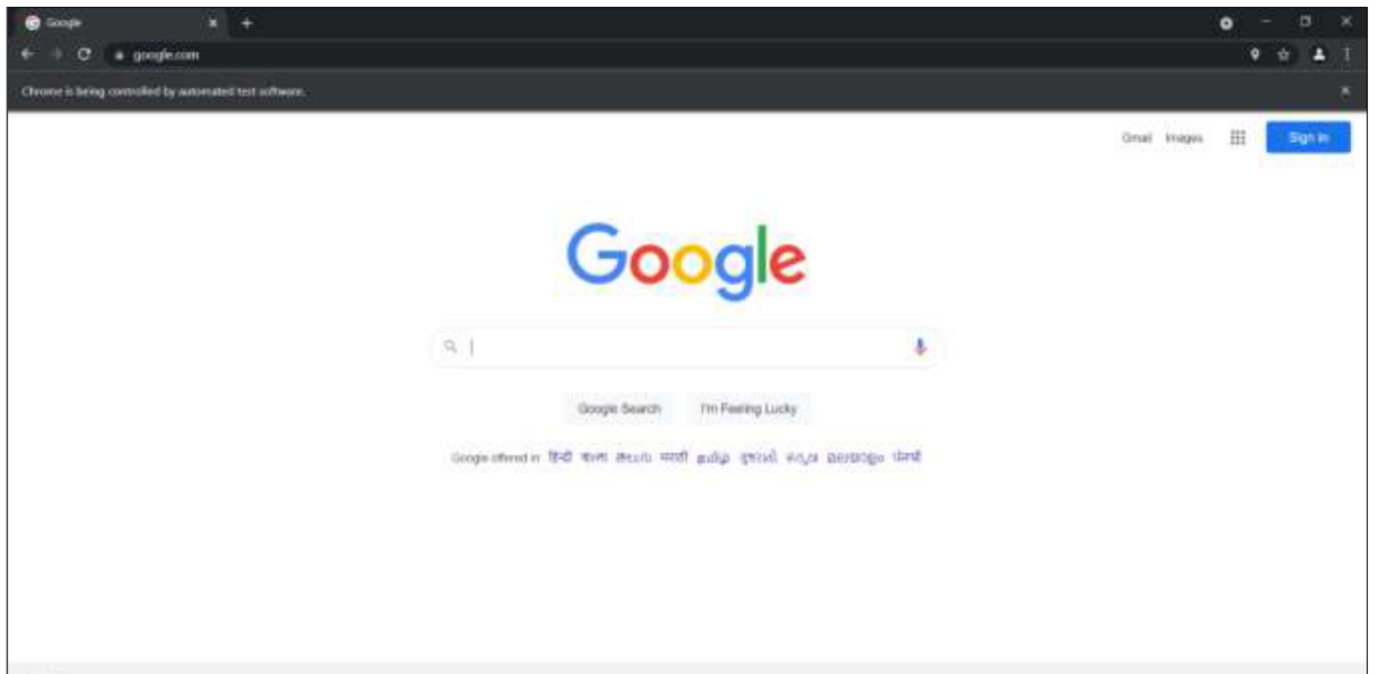 Google
google.com
Chrome is being controlled by automated test software.
Gmail Images Sign in
Google
Google Search I'm Feeling Lucky
Google offered in: हिन्दी বাংলা తెలుగు मराठी தமிழ் ગુજરાતી ಕನ್ನಡ മലയാളം ਪੰਜਾਬੀ